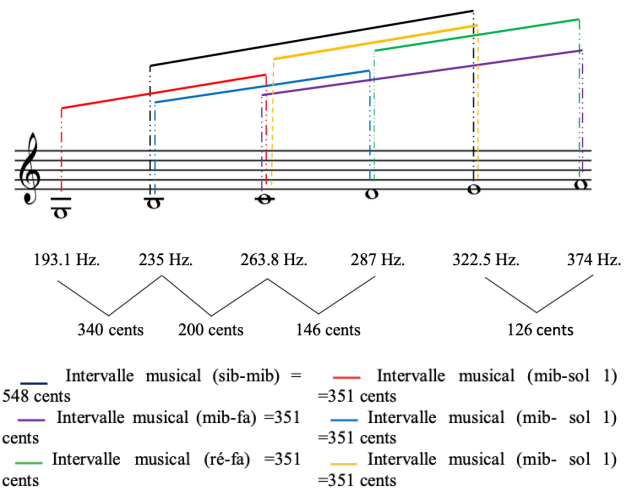 193.1 Hz. 235 Hz. 263.8 Hz. 287 Hz. 322.5 Hz. 374 Hz.
340 cents 200 cents 146 cents 126 cents
Intervalle musical (sib-mib) =
548 cents
Intervalle musical (mib-fa) =351
cents
Intervalle musical (ré-fa) =351
cents
Intervalle musical (mib-sol 1)
=351 cents
Intervalle musical (mib- sol 1)
=351 cents
Intervalle musical (mib- sol 1)
=351 cents